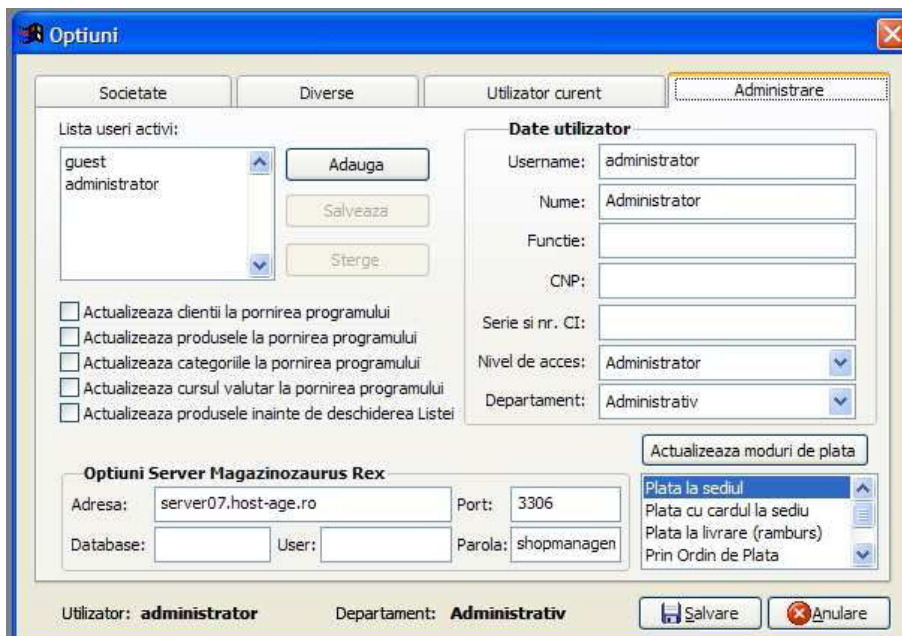 Optiuni
Societate
Diverse
Utilizator curent
Administrare
Lista useri activi:
guest
administrator
Adauga
Salveaza
Sterge
Actualizeaza clientii la pornirea programului
Actualizeaza produsele la pornirea programului
Actualizeaza categoriile la pornirea programului
Actualizeaza cursul valutar la pornirea programului
Actualizeaza produsele inainte de deschiderea Listei
Date utilizator
Username: administrator
Nume: Administrator
Functie:
CNP:
Serie si nr. CI:
Nivel de acces: Administrator
Departament: Administrativ
Optiuni Server Magazinozaurus Rex
Adresa: server07.host-age.ro Port: 3306
Database: User: Parola: shopmanagen
Actualizeaza moduri de plata
Plata la sediul
Plata cu cardul la sediu
Plata la livrare (ramburs)
Prin Ordin de Plata
Utilizator: administrator Departament: Administrativ
Salvare
Anulare